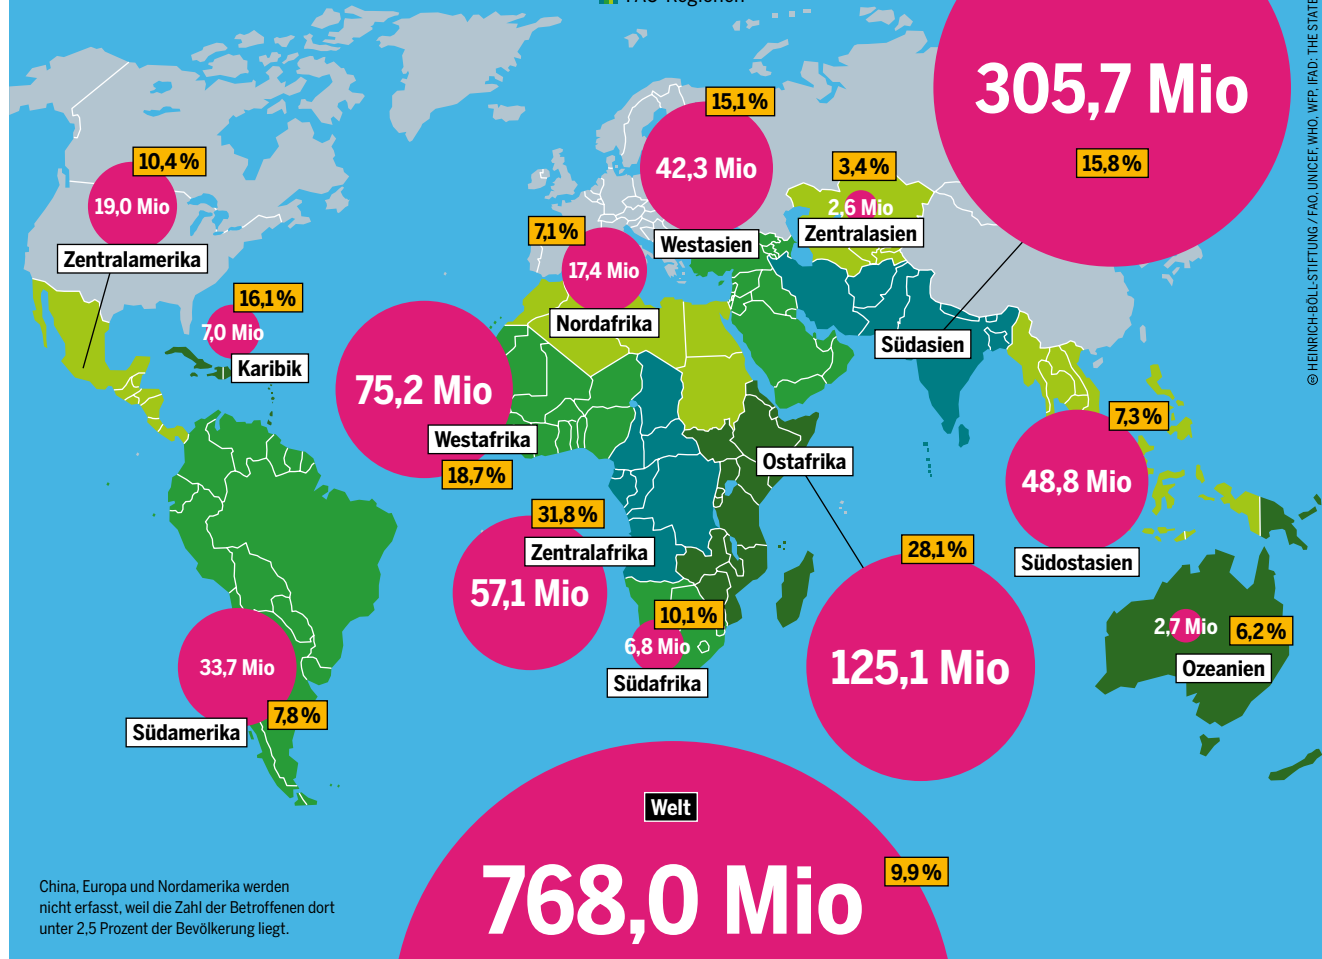 FAO-Regionen
305,7 Mio
15,8 %
15,1 %
42,3 Mio
Westasien
3,4 %
2,6 Mio
Zentralasien
10,4 %
19,0 Mio
Zentralamerika
7,1 %
17,4 Mio
Nordafrika
16,1 %
7,0 Mio
Karibik
Südasien
75,2 Mio
Westafrika
18,7 %
Ostafrika
7,3 %
48,8 Mio
Südostasien
31,8 %
Zentralafrika
57,1 Mio
28,1 %
125,1 Mio
10,1 %
6,8 Mio
Südafrika
2,7 Mio
6,2 %
Ozeanien
33,7 Mio
7,8 %
Südamerika
Welt
768,0 Mio
9,9 %
China, Europa und Nordamerika werden
nicht erfasst, weil die Zahl der Betroffenen dort
unter 2,5 Prozent der Bevölkerung liegt.
© HEINRICH-BÖLL-STIFTUNG / FAO, UNICEF, WHO, WFP, IFAD: THE STATE